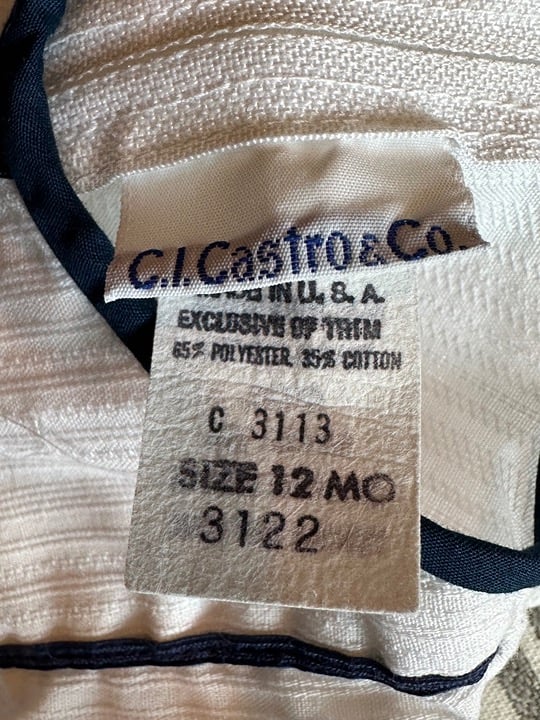 C.I. Castro & Co.
MADE IN U. S. A.
EXCLUSIVE OF TRIM
65% POLYESTER, 35% COTTON
C 3113
SIZE 12 MO
3122